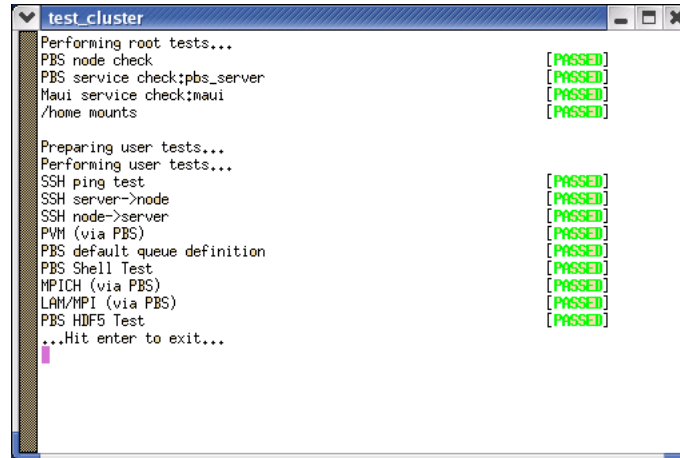 test_cluster
Performing root tests...
PBS node check [PASSED]
PBS service check:pbs_server [PASSED]
Maui service check:maui [PASSED]
/home mounts [PASSED]
Preparing user tests...
Performing user tests...
SSH ping test [PASSED]
SSH server->node [PASSED]
SSH node->server [PASSED]
PVM (via PBS) [PASSED]
PBS default queue definition [PASSED]
PBS Shell Test [PASSED]
MPICH (via PBS) [PASSED]
LAM/MPI (via PBS) [PASSED]
PBS HDF5 Test [PASSED]
...Hit enter to exit...